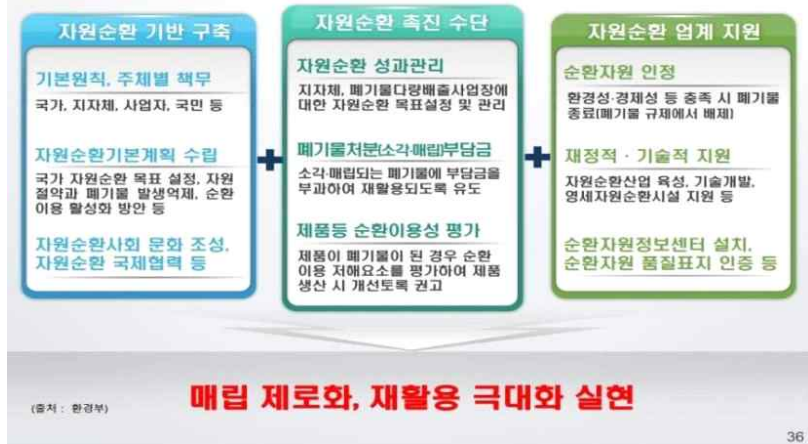 자원순환 기반 구축
기본원칙, 주체별 책무
국가, 지자체, 사업자, 국민 등
자원순환기본계획 수립
국가 자원순환 목표 설정, 자원
절약과 폐기물 발생억제, 순환
이용 활성화 방안 등
자원순환사회 문화 조성,
자원순환 국제협력 등
+
자원순환 촉진 수단
자원순환 성과관리
지자체, 폐기물다량배출사업장에
대한 자원순환 목표설정 및 관리
폐기물처분(소각·매립)부담금
소각·매립되는 폐기물에 부담금을
부과하여 재활용되도록 유도
제품등 순환이용성 평가
제품이 폐기물이 된 경우 순환
이용 저해요소를 평가하여 제품
생산 시 개선토록 권고
+
자원순환 업계 지원
순환자원 인정
환경성·경제성 등 충족 시 폐기물
종료(폐기물 규제에서 배제)
재정적 · 기술적 지원
자원순환산업 육성, 기술개발,
영세자원순환시설 지원 등
순환자원정보센터 설치,
순환자원 품질표지 인증 등
매립 제로화, 재활용 극대화 실현
(출처 : 환경부)
36